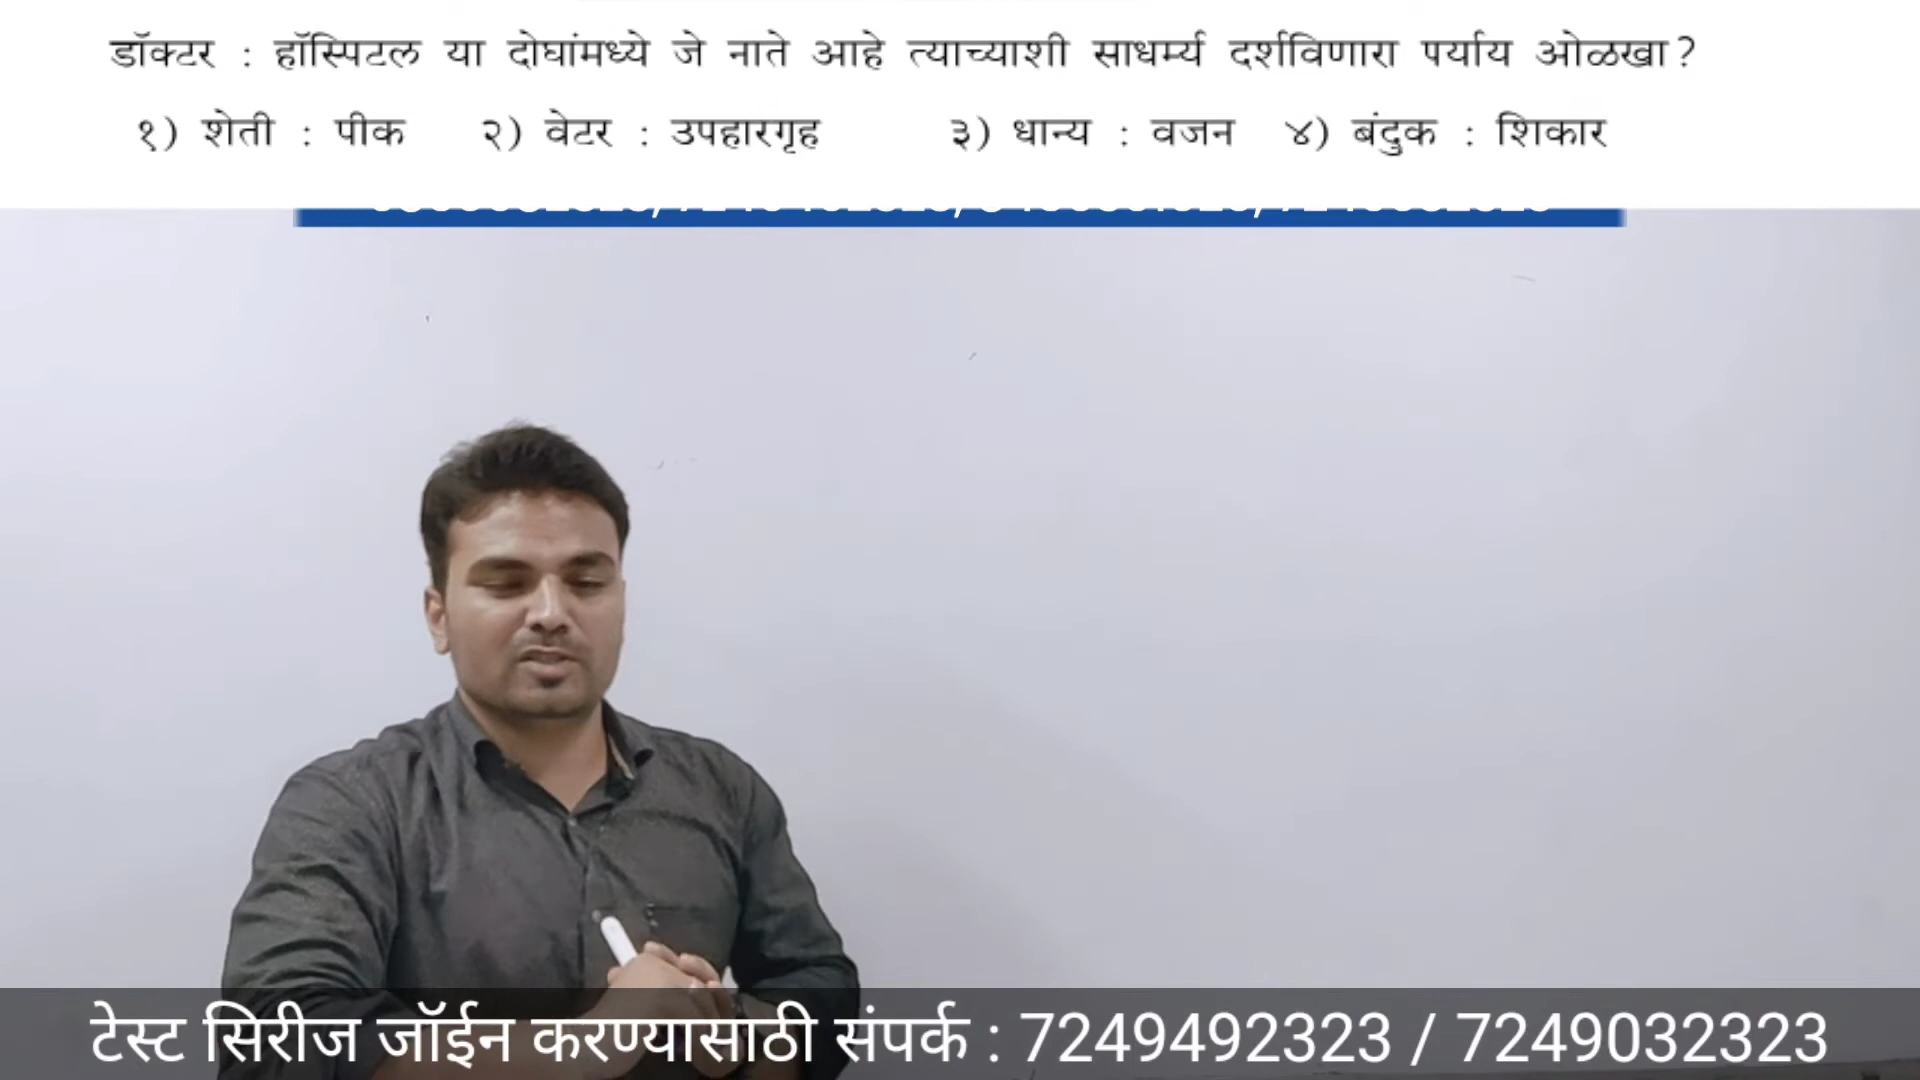 डॉक्टर : हॉस्पिटल या दोघांमध्ये जे नाते आहे त्याच्याशी साधर्म्य दर्शविणारा पर्याय ओळखा?
१) शेती : पीक २) वेटर : उपहारगृह ३) धान्य : वजन ४) बंदुक : शिकार
टेस्ट सिरीज जॉईन करण्यासाठी संपर्क : 7249492323 / 7249032323